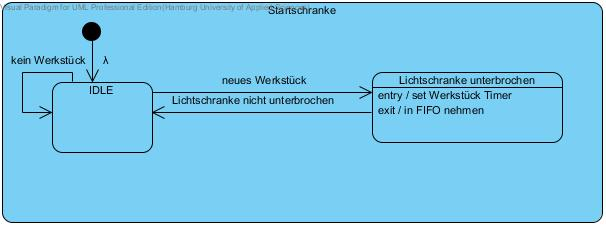 Visual Paradigm for UML Professional Edition(Hamburg University of Applied
Startschranke
kein Werkstück
λ
neues Werkstück
IDLE
Lichtschranke nicht unterbrochen
Lichtschranke unterbrochen
entry / set Werkstück Timer
exit / in FIFO nehmen